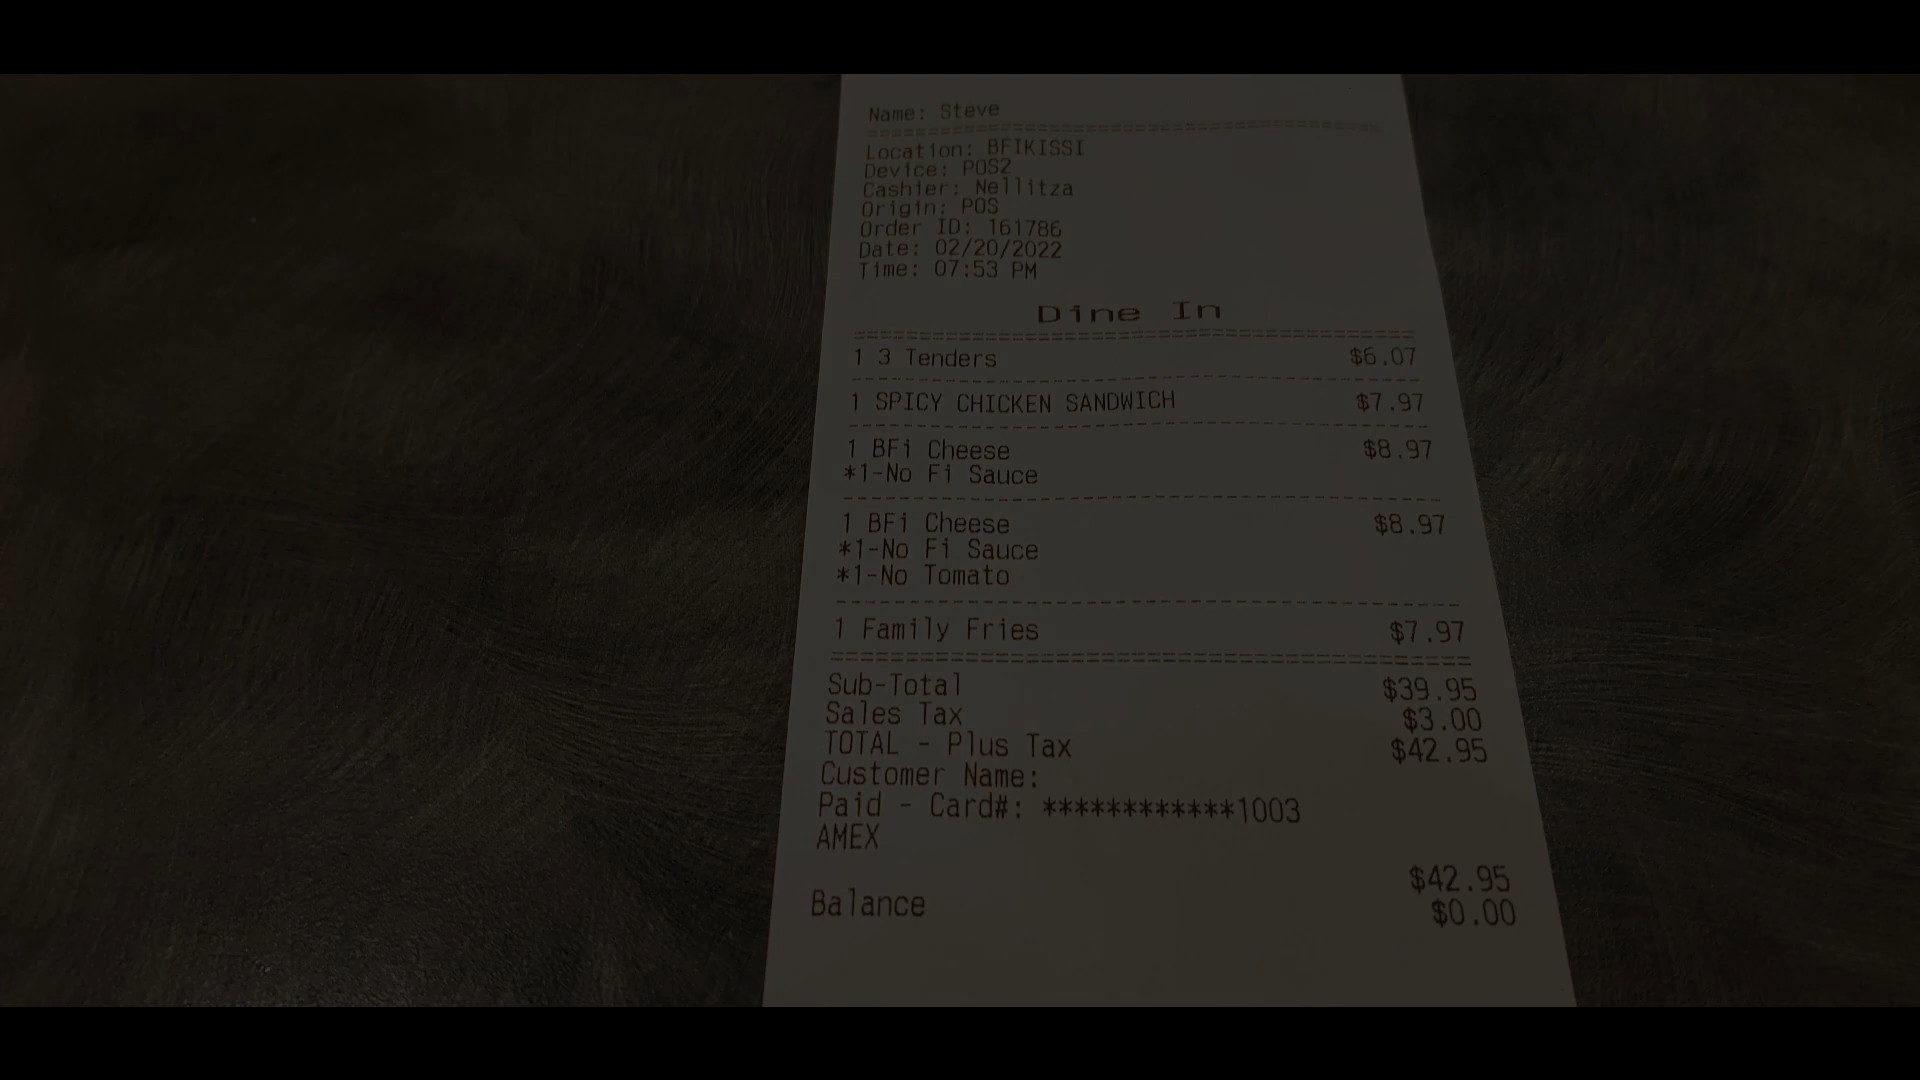 Name: Steve
Location: BFIKISSI
Device: POS2
Cashier: Nellitza
Origin: POS
Order ID: 161786
Date: 02/20/2022
Time: 07:53 PM
Dine In
1 3 Tenders $6.07
1 SPICY CHICKEN SANDWICH $7.97
1 BFi Cheese $8.97
*1-No Fi Sauce
1 BFi Cheese $8.97
*1-No Fi Sauce
*1-No Tomato
1 Family Fries $7.97
Sub-Total $39.95
Sales Tax $3.00
TOTAL - Plus Tax $42.95
Customer Name:
Paid - Card#: ************1003
AMEX
$42.95
Balance $0.00